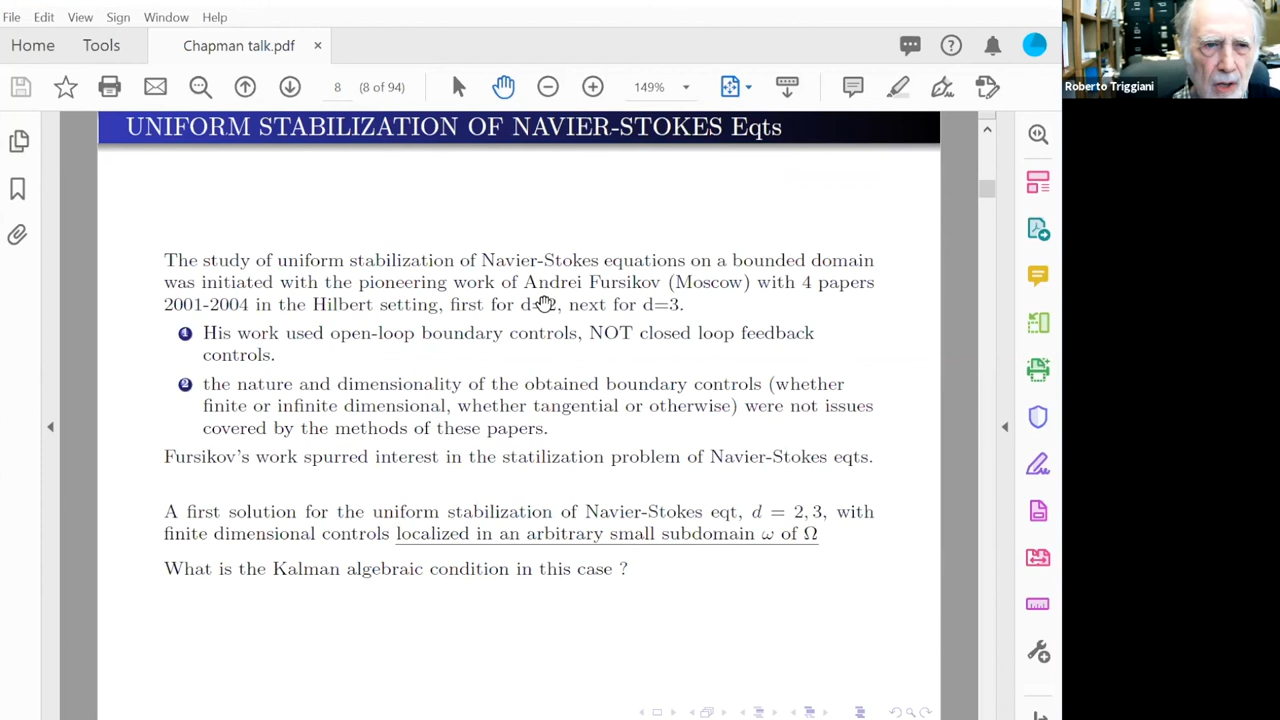 File Edit View Sign Window Help
Home Tools Chapman talk.pdf ×
8 (8 of 94) 149%
Roberto Triggiani
UNIFORM STABILIZATION OF NAVIER-STOKES Eqts
The study of uniform stabilization of Navier-Stokes equations on a bounded domain
was initiated with the pioneering work of Andrei Fursikov (Moscow) with 4 papers
2001-2004 in the Hilbert setting, first for d=2, next for d=3.
1 His work used open-loop boundary controls, NOT closed loop feedback
controls.
2 the nature and dimensionality of the obtained boundary controls (whether
finite or infinite dimensional, whether tangential or otherwise) were not issues
covered by the methods of these papers.
Fursikov's work spurred interest in the statilization problem of Navier-Stokes eqts.
A first solution for the uniform stabilization of Navier-Stokes eqt, d = 2, 3, with
finite dimensional controls localized in an arbitrary small subdomain ω of Ω
What is the Kalman algebraic condition in this case ?